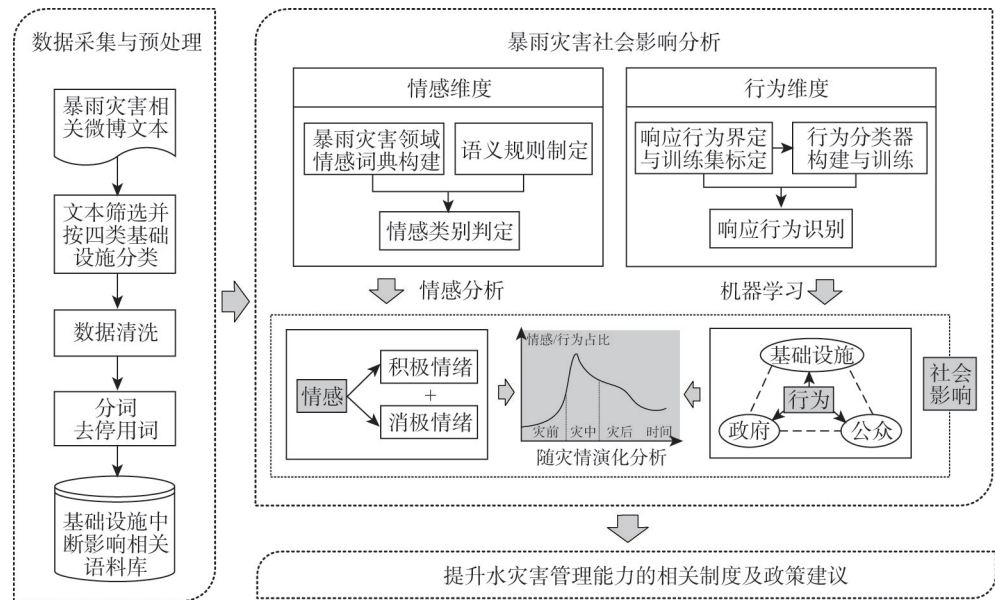 数据采集与预处理
暴雨灾害相
关微博文本
文本筛选并
按四类基础
设施分类
数据清洗
分词
去停用词
基础设施中
断影响相关
语料库
暴雨灾害社会影响分析
情感维度
暴雨灾害领域
情感词典构建
语义规则制定
情感类别判定
行为维度
响应行为界定
与训练集标定
行为分类器
构建与训练
响应行为识别
情感分析
机器学习
情感
积极情绪
+
消极情绪
情感/行为占比
灾前
灾中
灾后
时间
随灾情演化分析
基础设施
行为
政府
公众
社会
影响
提升水灾害管理能力的相关制度及政策建议